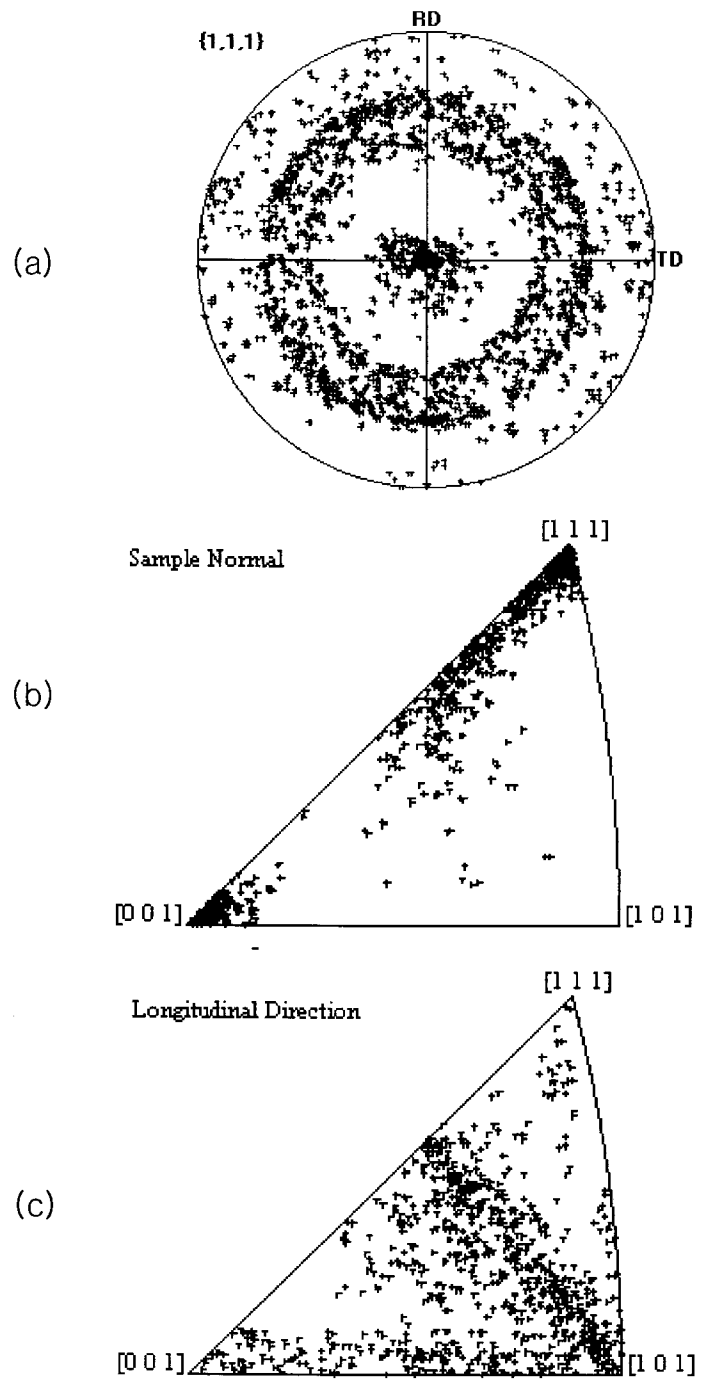 RD
{1,1,1}
(a)
TD
[1 1 1]
Sample Normal
(b)
[0 0 1]
[1 0 1]
[1 1 1]
Longitudinal Direction
(c)
[0 0 1]
[1 0 1]